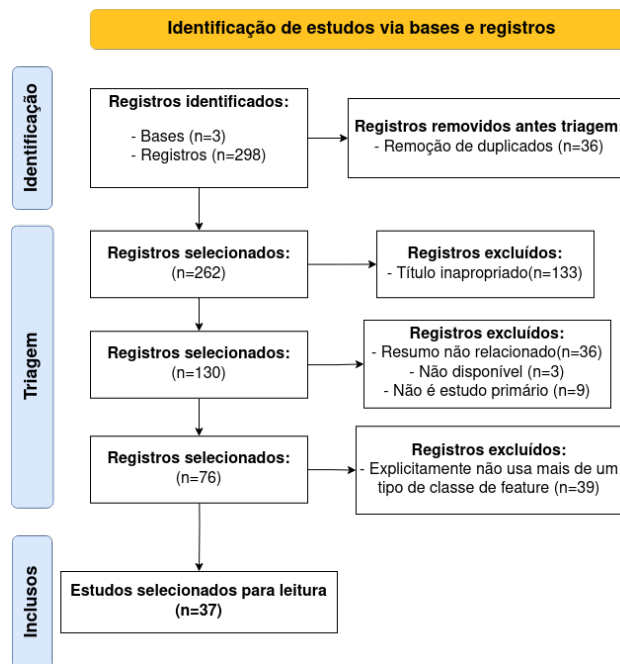 Identificação de estudos via bases e registros
Identificação
Registros identificados:
- Bases (n=3)
- Registros (n=298)
Registros removidos antes triagem:
- Remoção de duplicados (n=36)
Triagem
Registros selecionados:
(n=262)
Registros excluídos:
- Título inapropriado(n=133)
Registros selecionados:
(n=130)
Registros excluídos:
- Resumo não relacionado(n=36)
- Não disponível (n=3)
- Não é estudo primário (n=9)
Registros selecionados:
(n=76)
Registros excluídos:
- Explicitamente não usa mais de um
tipo de classe de feature (n=39)
Inclusos
Estudos selecionados para leitura
(n=37)